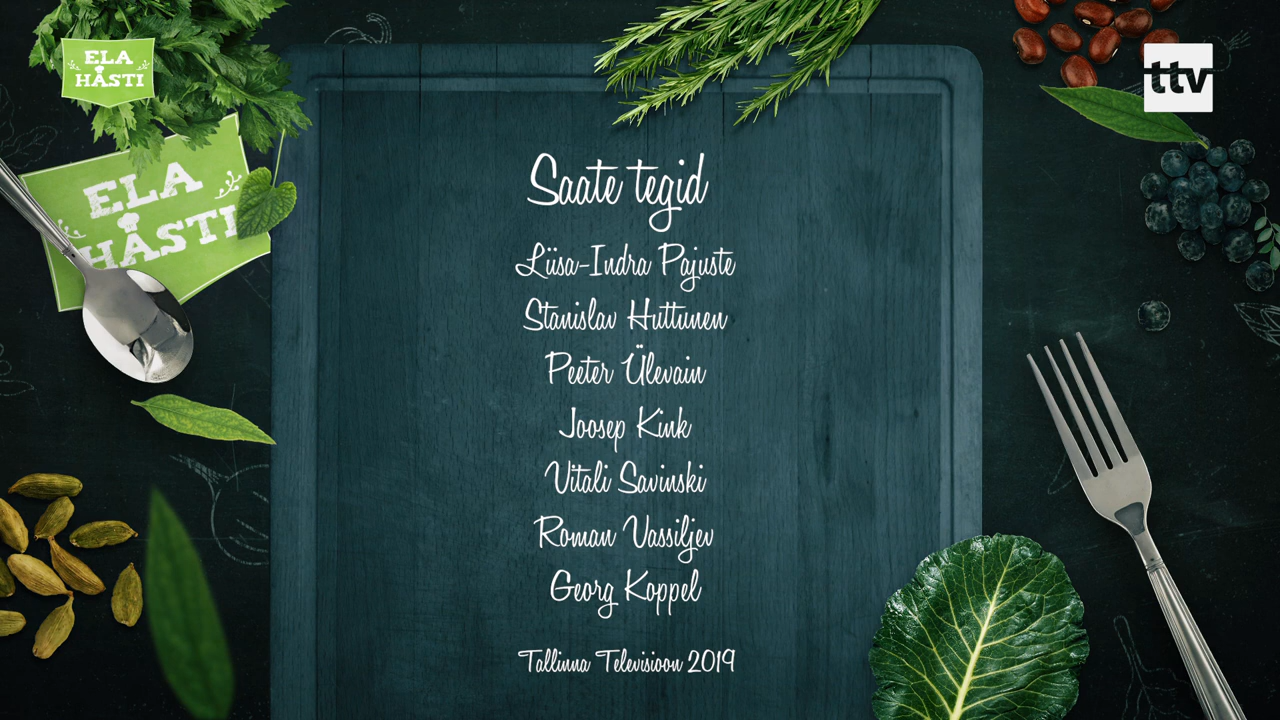 ELA
HÄSTI
ttv
ELA
HÄSTI
Saate tegid
Liisa-Indra Pajuste
Stanislav Huttunen
Peeter Ülevain
Joosep Kink
Vitali Savinski
Roman Vassiljev
Georg Koppel
Tallinna Televisioon 2019